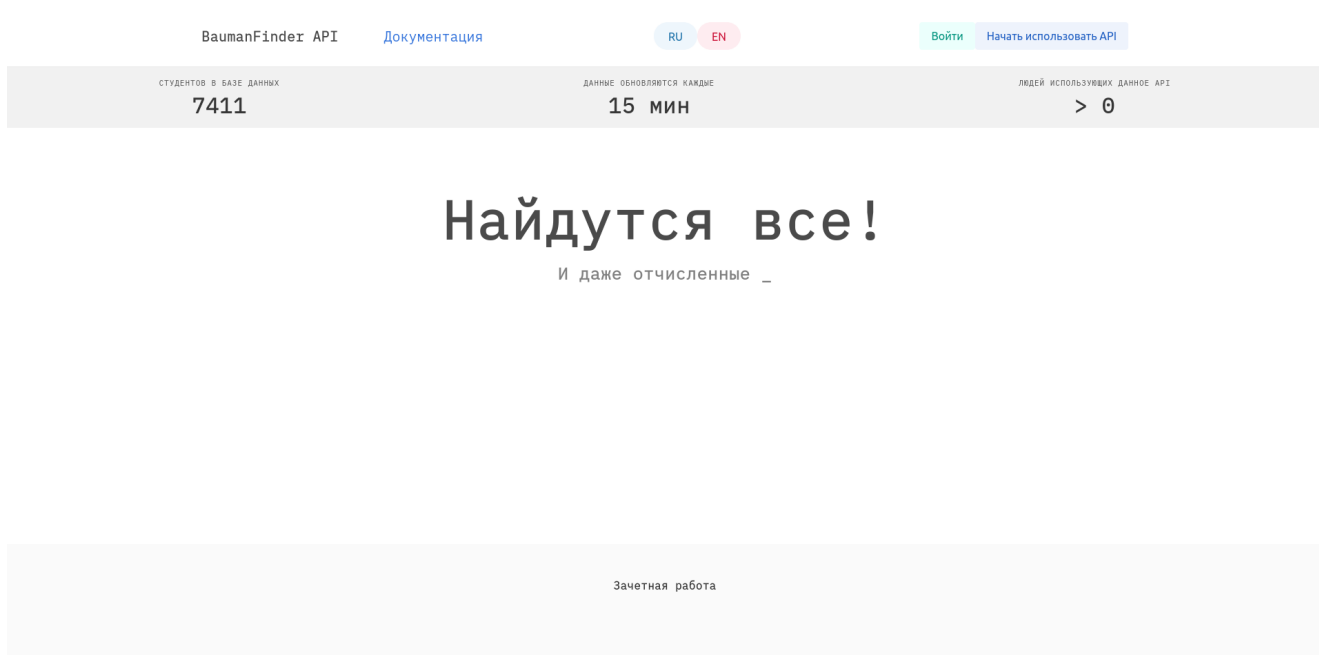 BaumanFinder API Документация RU EN Войти Начать использовать API
СТУДЕНТОВ В БАЗЕ ДАННЫХ ДАННЫЕ ОБНОВЛЯЮТСЯ КАЖДЫЕ ЛЮДЕЙ ИСПОЛЬЗУЮЩИХ ДАННОЕ API
7411 15 мин > 0
Найдутся все!
И даже отчисленные _
Зачетная работа